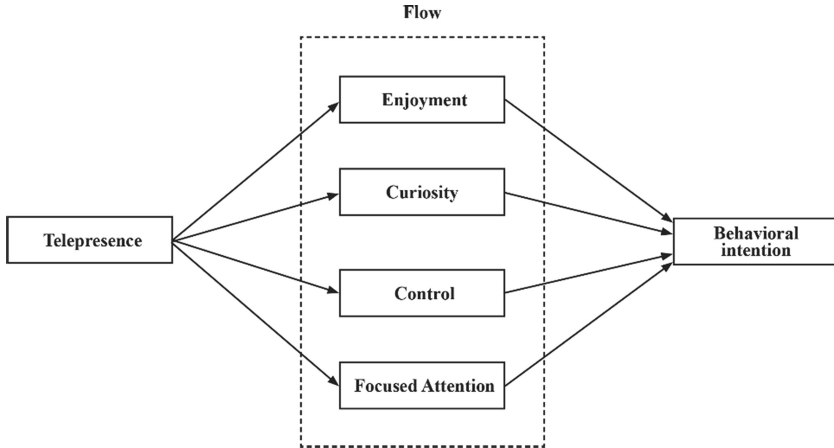 Flow
Enjoyment
Curiosity
Telepresence
Behavioral
intention
Control
Focused Attention